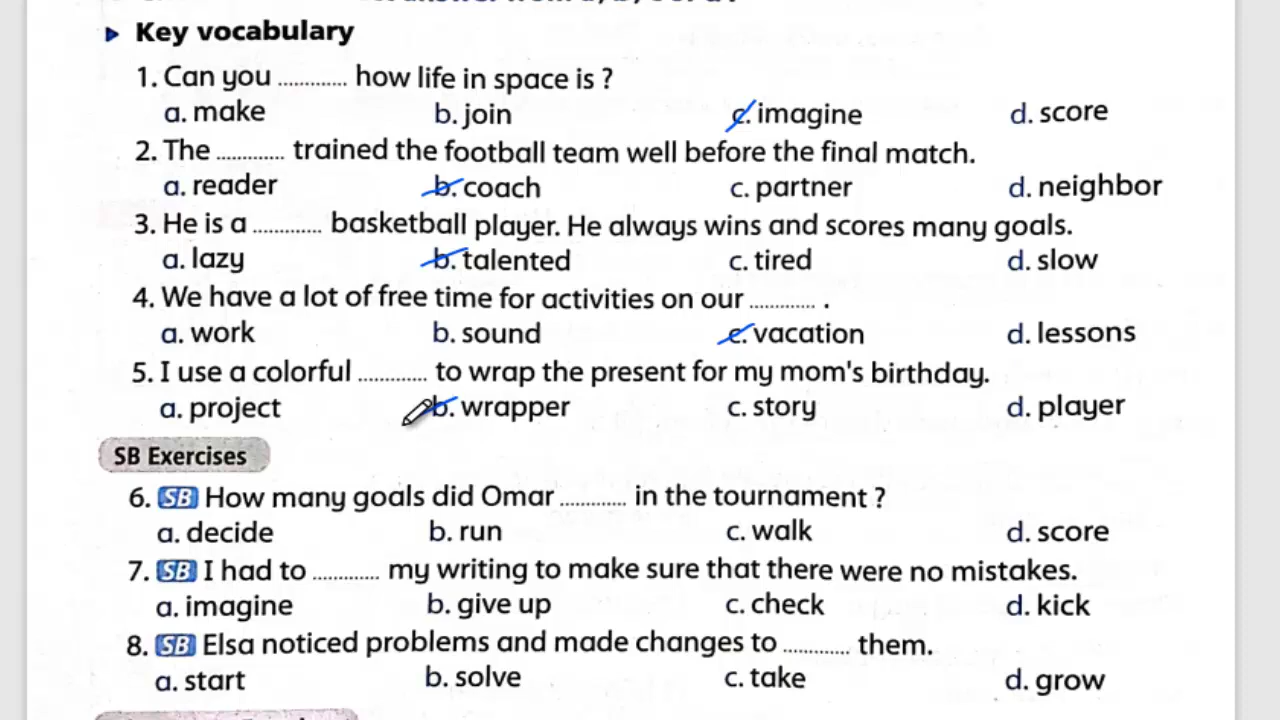 Key vocabulary
1. Can you ............ how life in space is ?
a. make b. join c. imagine d. score
2. The ............ trained the football team well before the final match.
a. reader b. coach c. partner d. neighbor
3. He is a ............ basketball player. He always wins and scores many goals.
a. lazy b. talented c. tired d. slow
4. We have a lot of free time for activities on our ............ .
a. work b. sound c. vacation d. lessons
5. I use a colorful ............ to wrap the present for my mom's birthday.
a. project b. wrapper c. story d. player
SB Exercises
6. SB How many goals did Omar ............ in the tournament ?
a. decide b. run c. walk d. score
7. SB I had to ............ my writing to make sure that there were no mistakes.
a. imagine b. give up c. check d. kick
8. SB Elsa noticed problems and made changes to ............ them.
a. start b. solve c. take d. grow